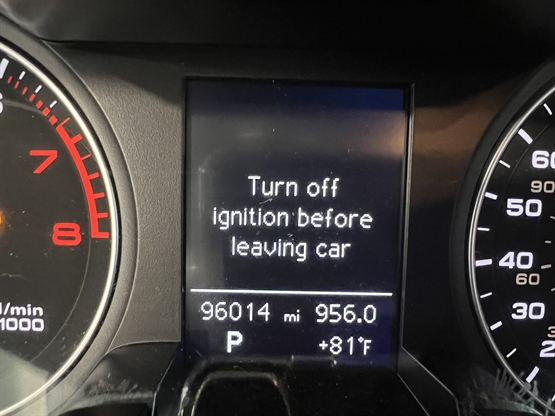 Turn off
ignition before
leaving car
96014 mi 956.0
P +81°F
7
8
1/min
1000
60
90
50
40
60
30